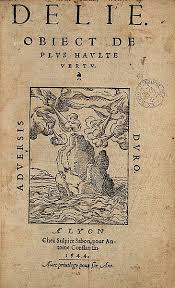 DELIE.
OBIECT DE
PLVS HAVLTE
VERTV.
ADVERSIS
DVRO.
A LYON
Chez Sulpice Sabon, pour An-
toine Constantin
1544.
Auec priuilege pour six Ans.